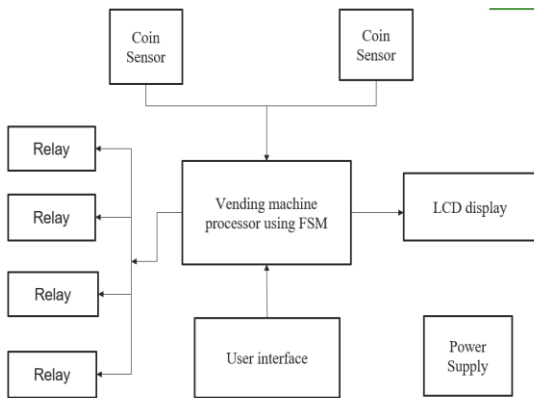 Coin
Sensor
Coin
Sensor
Relay
Relay
Relay
Relay
Vending machine
processor using FSM
LCD display
User interface
Power
Supply